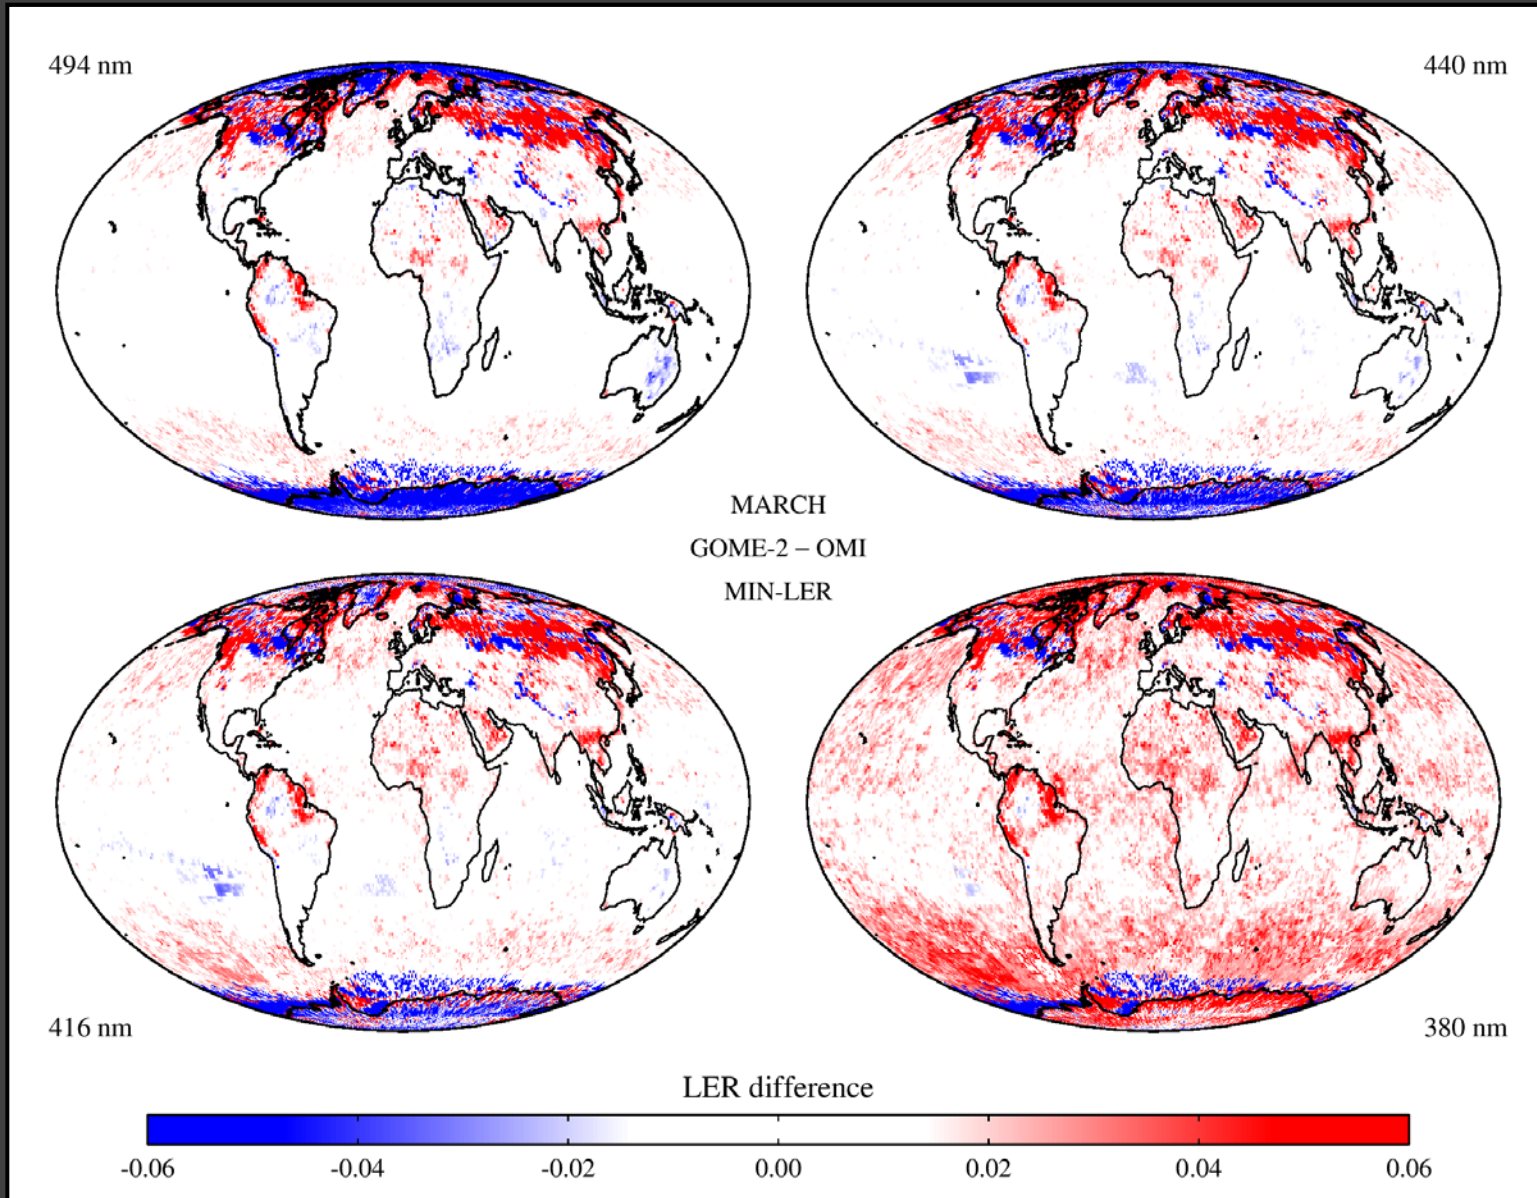 494 nm
440 nm
MARCH
GOME-2 – OMI
MIN-LER
416 nm
380 nm
LER difference
-0.06 -0.04 -0.02 0.00 0.02 0.04 0.06